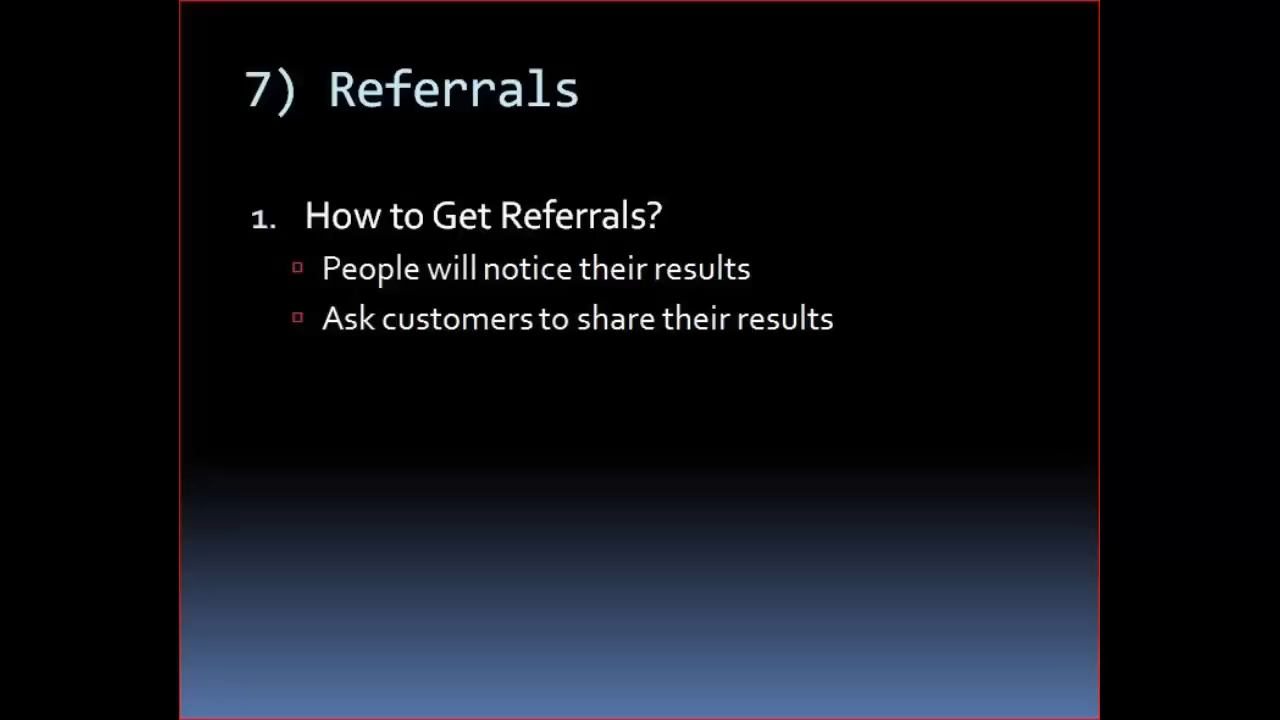 7) Referrals
1. How to Get Referrals?
People will notice their results
Ask customers to share their results